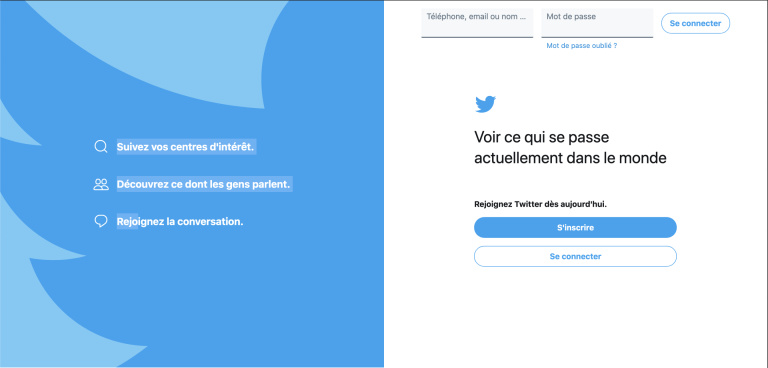 Suivez vos centres d'intérêt.
Découvrez ce dont les gens parlent.
Rejoignez la conversation.
Téléphone, email ou nom ...
Mot de passe
Se connecter
Mot de passe oublié ?
Voir ce qui se passe
actuellement dans le monde
Rejoignez Twitter dès aujourd'hui.
S'inscrire
Se connecter